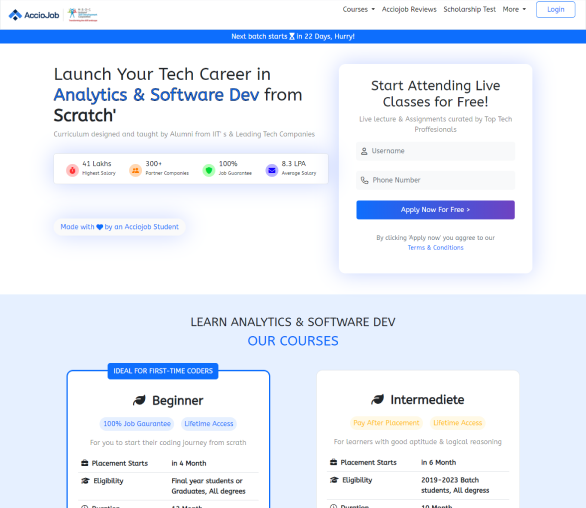 AccioJob
N S D C
Courses
Acciojob Reviews
Scholarship Test
More
Login
Next batch starts in 22 Days, Hurry!
Launch Your Tech Career in
Analytics & Software Dev from
Scratch'
Curriculum designed and taught by Alumni from IIT' s & Leading Tech Companies
41 Lakhs
Highest Salary
300+
Partner Companies
100%
Job Guarantee
8.3 LPA
Average Salary
Made with by an Acciojob Student
Start Attending Live
Classes for Free!
Live lecture & Assignments curated by Top Tech
Proffesionals
Username
Phone Number
Apply Now For Free >
By clicking 'Apply now' you aggree to our
Terms & Conditions
LEARN ANALYTICS & SOFTWARE DEV
OUR COURSES
IDEAL FOR FIRST-TIME CODERS
Beginner
100% Job Gaurantee
Lifetime Access
For you to start their coding journey from scrath
Placement Starts
in 4 Month
Eligibility
Final year students or
Graduates, All degrees
Intermediete
Pay After Placement
Lifetime Access
For learners with good aptitude & logical reasoning
Placement Starts
in 6 Month
Eligibility
2019-2023 Batch
students, All degrees